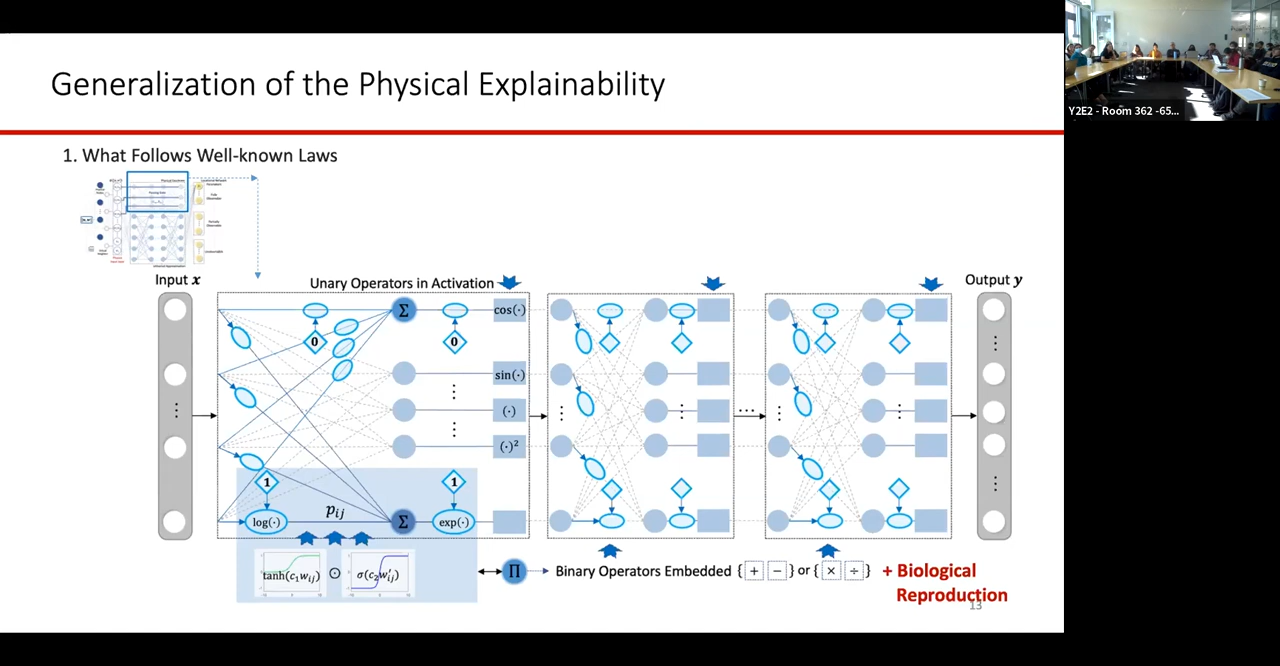 Generalization of the Physical Explainability
Y2E2 - Room 362 -65...
1. What Follows Well-known Laws
Input x
Unary Operators in Activation
Output y
Σ
cos(·)
0
0
sin(·)
(·)
(·)²
1
1
log(·)
p_ij
Σ
exp(·)
tanh(c₁w_ij) ⊙ σ(c₂w′_ij)
Π
Binary Operators Embedded { + − } or { × ÷ }
+ Biological
Reproduction
13